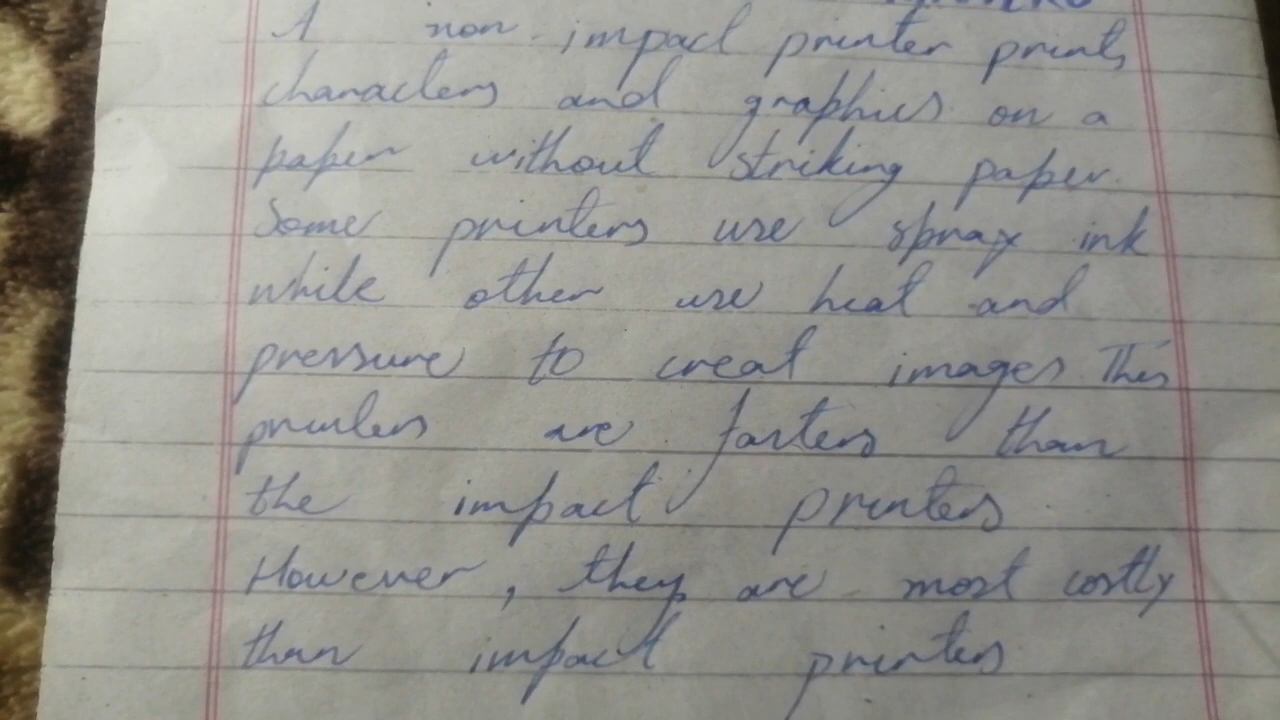 A non-impact printer prints
characters and graphics on a
paper without striking paper.
Some printers use spray ink
while other use heat and
pressure to creat images This
printers are fasters than
the impact printers
However, they are most costly
than impact printers